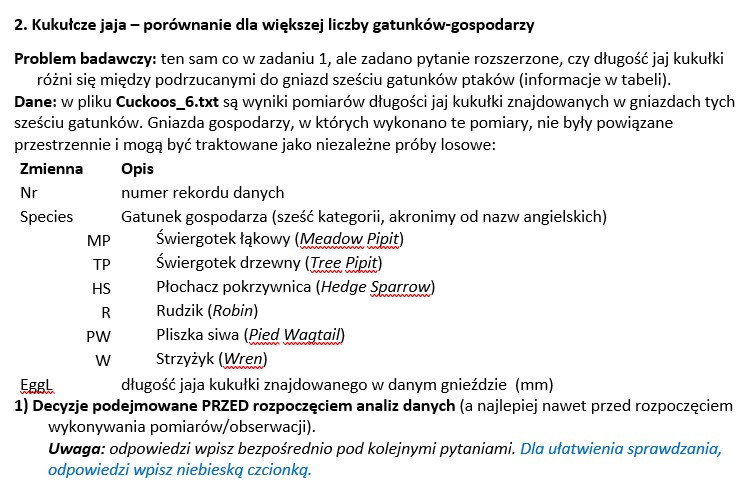 2. Kukułcze jaja – porównanie dla większej liczby gatunków-gospodarzy
Problem badawczy: ten sam co w zadaniu 1, ale zadano pytanie rozszerzone, czy długość jaj kukułki
różni się między podrzucanymi do gniazd sześciu gatunków ptaków (informacje w tabeli).
Dane: w pliku Cuckoos_6.txt są wyniki pomiarów długości jaj kukułki znajdowanych w gniazdach tych
sześciu gatunków. Gniazda gospodarzy, w których wykonano te pomiary, nie były powiązane
przestrzennie i mogą być traktowane jako niezależne próby losowe:
Zmienna Opis
Nr numer rekordu danych
Species Gatunek gospodarza (sześć kategorii, akronimy od nazw angielskich)
MP Świergotek łąkowy (Meadow Pipit)
TP Świergotek drzewny (Tree Pipit)
HS Płochacz pokrzywnica (Hedge Sparrow)
R Rudzik (Robin)
PW Pliszka siwa (Pied Wagtail)
W Strzyżyk (Wren)
EggL długość jaja kukułki znajdowanego w danym gnieździe (mm)
1) Decyzje podejmowane PRZED rozpoczęciem analiz danych (a najlepiej nawet przed rozpoczęciem
wykonywania pomiarów/obserwacji).
Uwaga: odpowiedzi wpisz bezpośrednio pod kolejnymi pytaniami. Dla ułatwienia sprawdzania,
odpowiedzi wpisz niebieską czcionką.